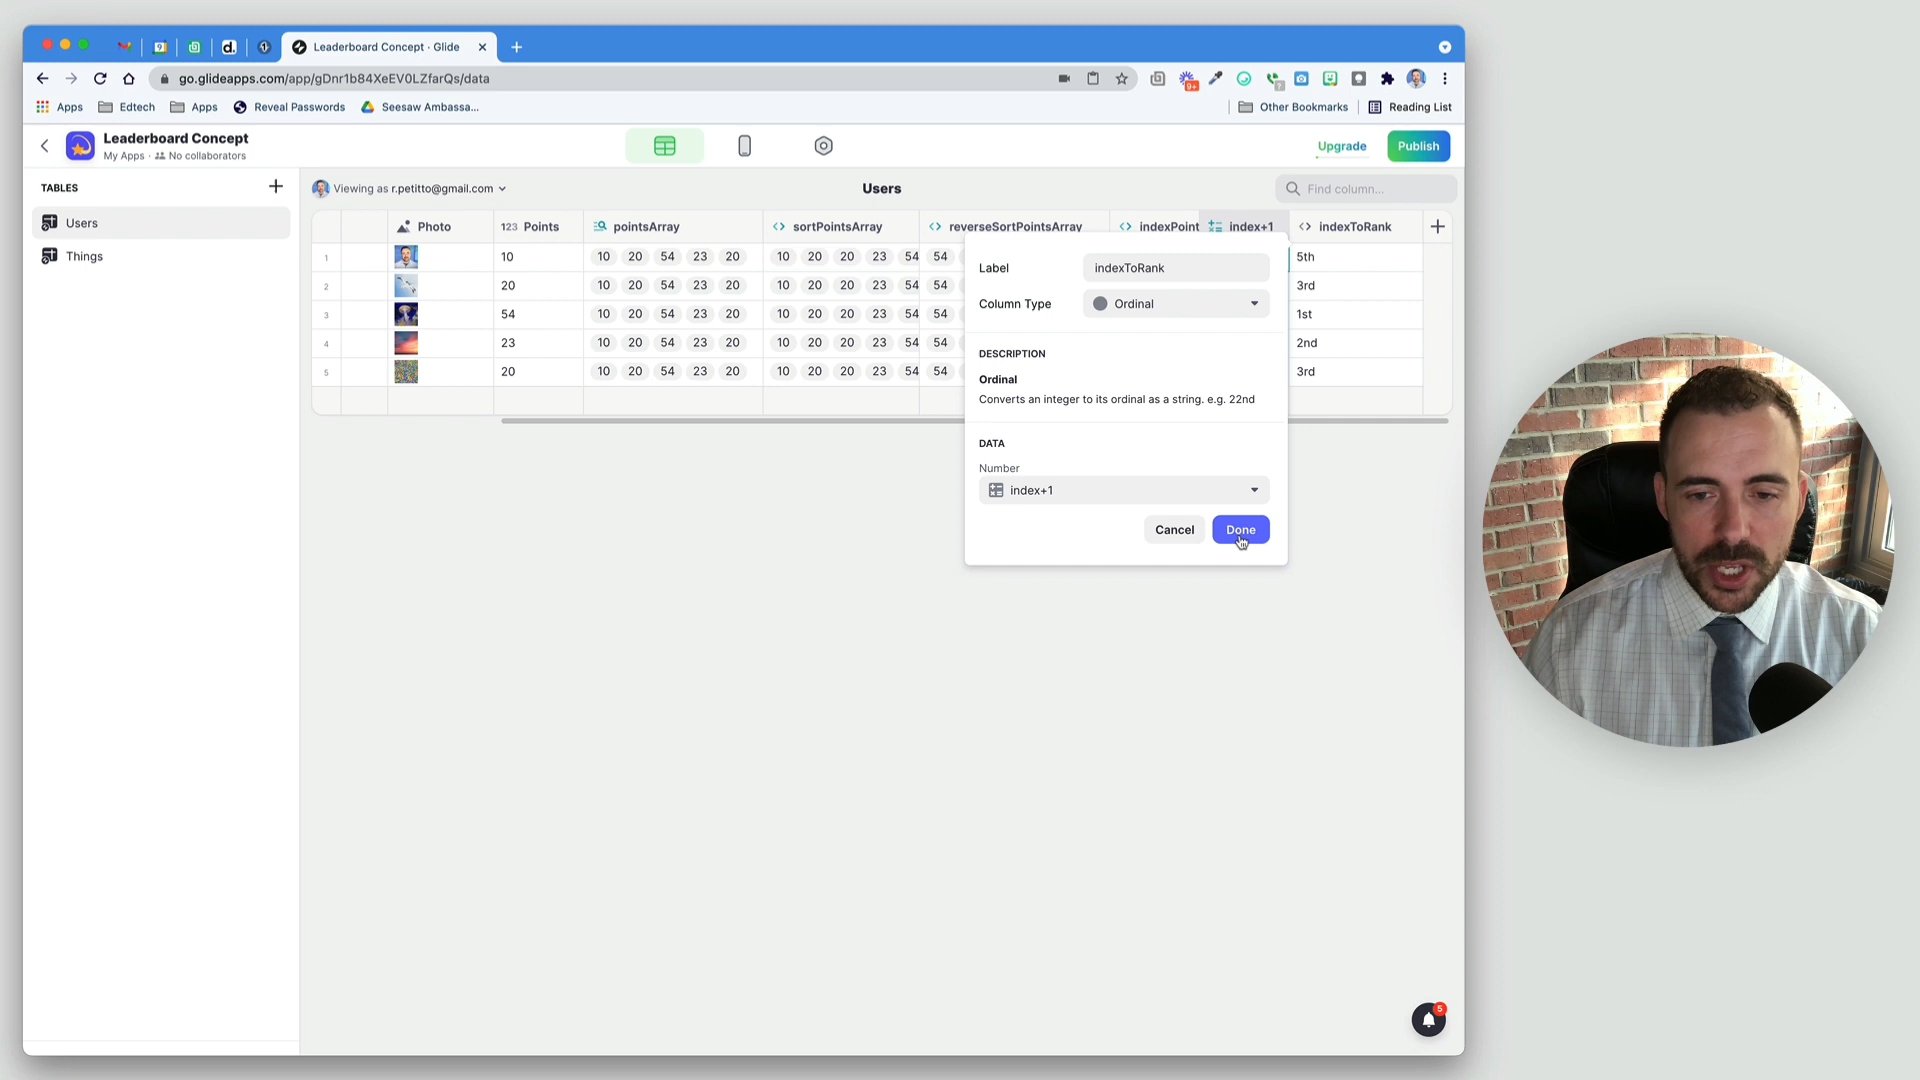 Leaderboard Concept · Glide
go.glideapps.com/app/gDnr1b84XeEV0LZfarQs/data
9+
Apps
Edtech
Apps
Reveal Passwords
Seesaw Ambassa...
Other Bookmarks
Reading List
Leaderboard Concept
My Apps · No collaborators
Upgrade
Publish
TABLES
Viewing as r.petitto@gmail.com
Users
Find column...
Users
Things
Photo 123 Points pointsArray sortPointsArray reverseSortPointsArray indexPoint index+1 indexToRank
1 10 10 20 54 23 20 10 20 20 23 54 54 5th
2 20 10 20 54 23 20 10 20 20 23 54 54 3rd
3 54 10 20 54 23 20 10 20 20 23 54 54 1st
4 23 10 20 54 23 20 10 20 20 23 54 54 2nd
5 20 10 20 54 23 20 10 20 20 23 54 54 3rd
Label indexToRank
Column Type Ordinal
DESCRIPTION
Ordinal
Converts an integer to its ordinal as a string. e.g. 22nd
DATA
Number
index+1
Cancel
Done
5